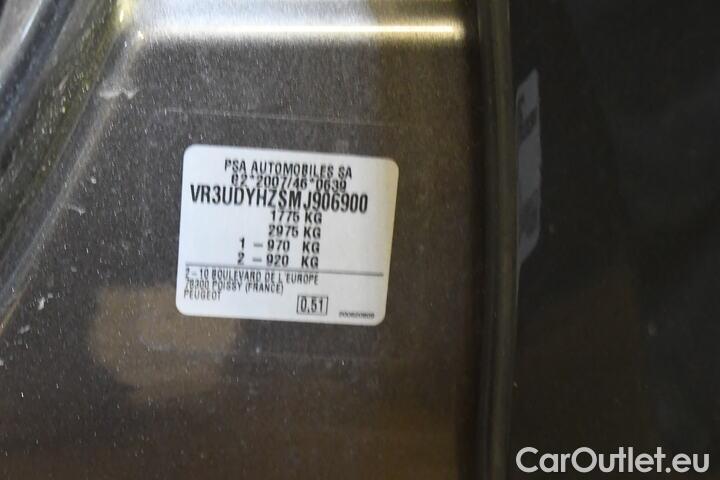 PSA AUTOMOBILES SA
02*2007/46*0639
VR3UDYHZSMJ906900
1775 KG
2975 KG
1 - 970 KG
2 - 920 KG
2-10 BOULEVARD DE L'EUROPE
78300 POISSY (FRANCE)
PEUGEOT
0.51
CarOutlet.eu